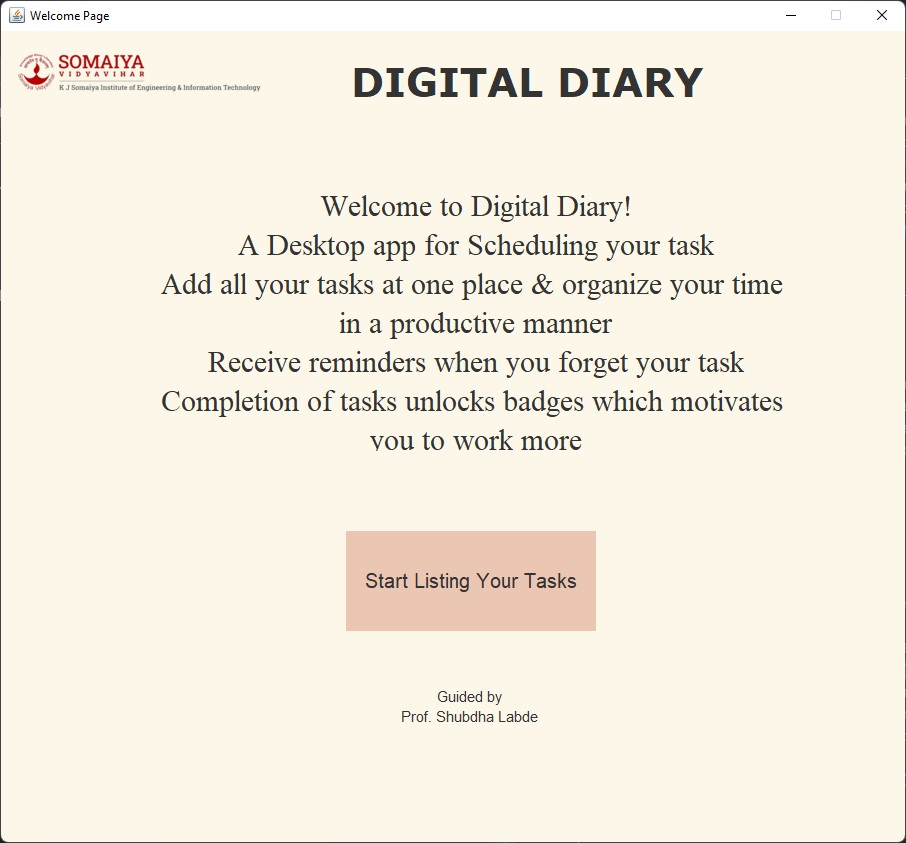 Welcome Page
SOMAIYA
VIDYAVIHAR
K J Somaiya Institute of Engineering & Information Technology
DIGITAL DIARY
Welcome to Digital Diary!
A Desktop app for Scheduling your task
Add all your tasks at one place & organize your time
in a productive manner
Receive reminders when you forget your task
Completion of tasks unlocks badges which motivates
you to work more
Start Listing Your Tasks
Guided by
Prof. Shubdha Labde